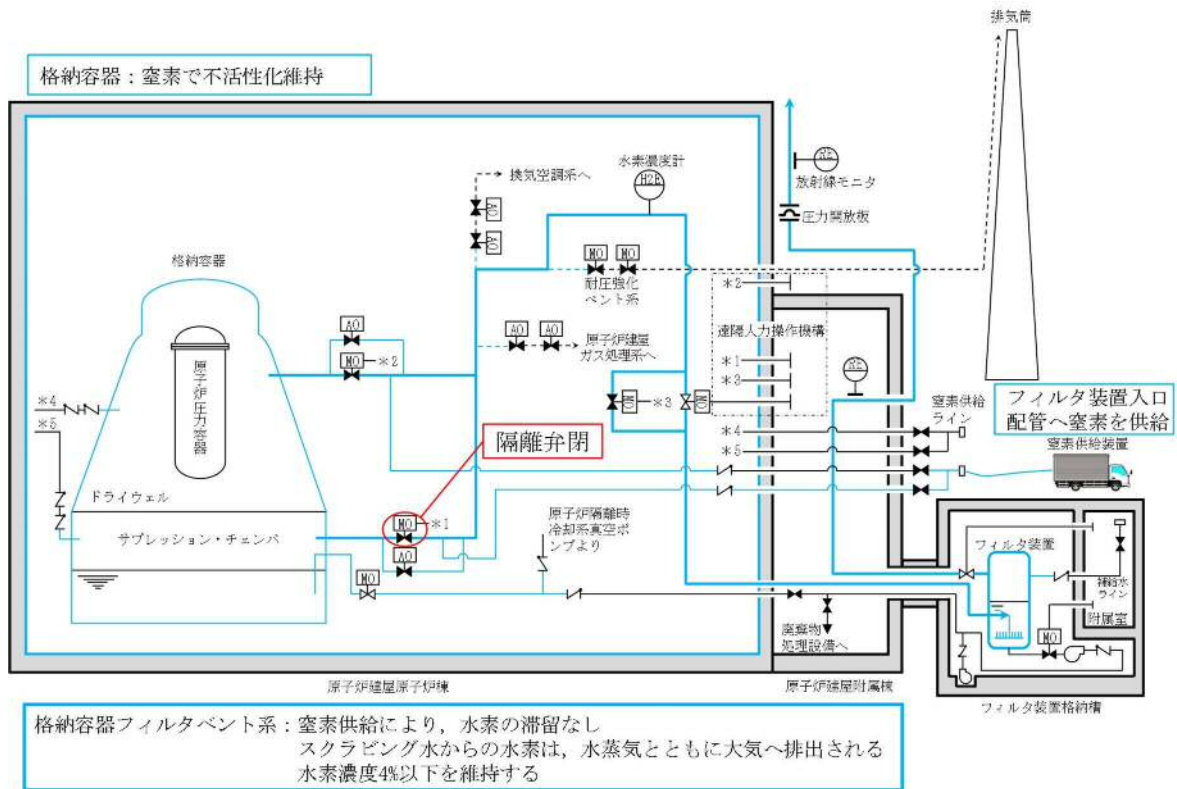 排気筒
格納容器：窒素で不活性化維持
水素濃度計
H2E
RE
放射線モニタ
換気空調系へ
AO
AO
圧力開放板
格納容器
MO
MO
耐圧強化
ベント系
＊2
AO
MO
＊2
AO
AO
原子炉建屋
ガス処理系へ
遠隔人力操作機構
＊1
＊3
RE
原子炉圧力容器
＊4
＊5
MO
＊3
MO
窒素供給
ライン
フィルタ装置入口
配管へ窒素を供給
窒素供給装置
＊4
＊5
隔離弁閉
ドライウェル
MO
＊1
サプレッション・チェンバ
AO
原子炉隔離時
冷却系真空ポ
ンプより
MO
フィルタ装置
補給水
ライン
附属室
MO
廃棄物
処理設備へ
原子炉建屋原子炉棟
原子炉建屋附属棟
フィルタ装置格納槽
格納容器フィルタベント系：窒素供給により，水素の滞留なし
スクラビング水からの水素は，水蒸気とともに大気へ排出される
水素濃度4%以下を維持する